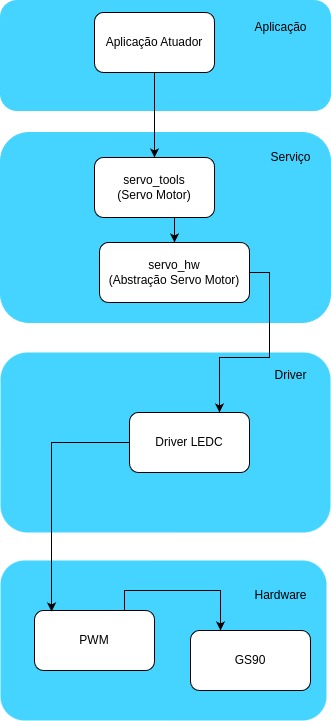 Aplicação
Aplicação Atuador
Serviço
servo_tools
(Servo Motor)
servo_hw
(Abstração Servo Motor)
Driver
Driver LEDC
Hardware
PWM
GS90